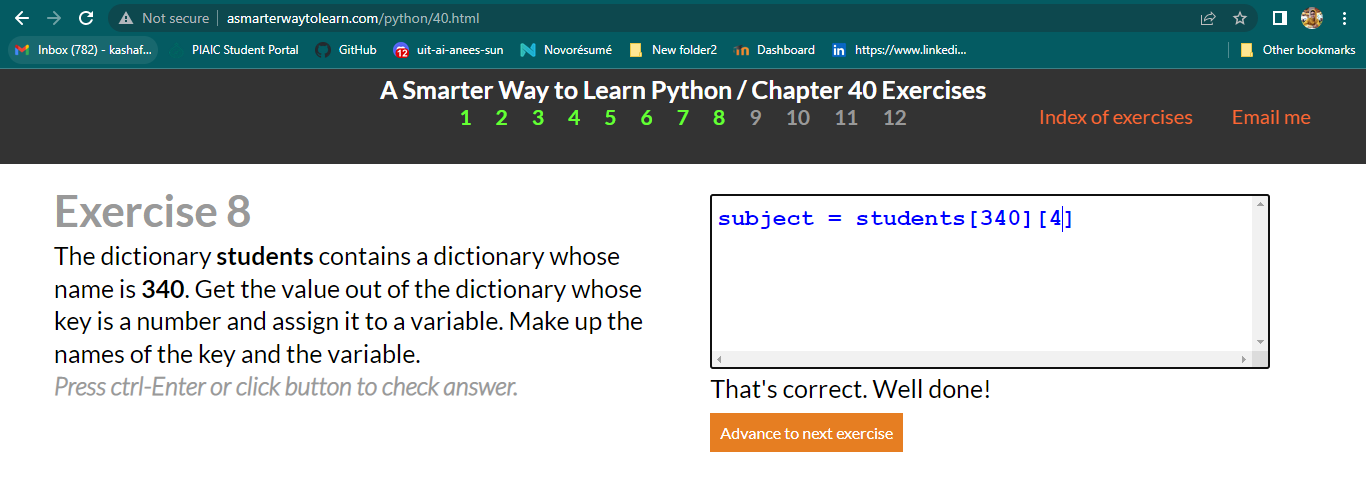 Not secure | asmarterwaytolearn.com/python/40.html
Inbox (782) - kashaf... PIAIC Student Portal GitHub 12 uit-ai-anees-sun Novorésumé New folder2 Dashboard in https://www.linkedi... Other bookmarks
A Smarter Way to Learn Python / Chapter 40 Exercises
1 2 3 4 5 6 7 8 9 10 11 12 Index of exercises Email me
Exercise 8
The dictionary students contains a dictionary whose
name is 340. Get the value out of the dictionary whose
key is a number and assign it to a variable. Make up the
names of the key and the variable.
Press ctrl-Enter or click button to check answer.
subject = students[340][4]
That's correct. Well done!
Advance to next exercise